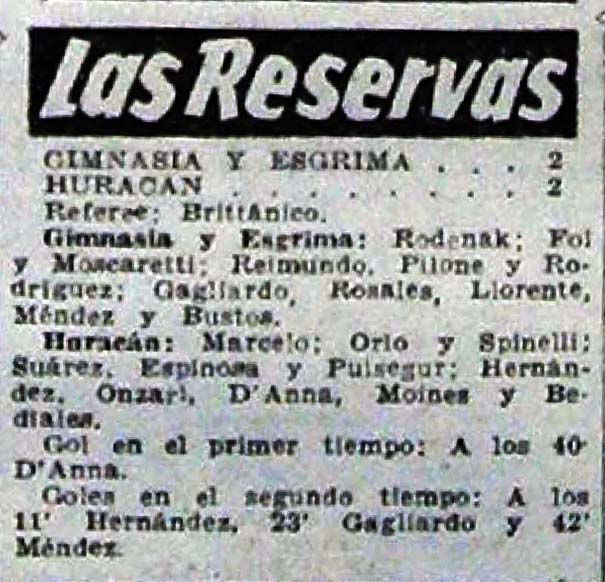 Las Reservas
GIMNASIA Y ESGRIMA . . . 2
HURACAN . . . . . . . . 2
Referee: Brittánico.
Gimnasia y Esgrima: Rodenak; Fol
y Moscaretti; Reimundo, Pilone y Ro-
dríguez; Gagliardo, Rosales, Llorente,
Méndez y Bustos.
Huracán: Marcelo; Orio y Spinelli;
Suárez, Espinosa y Puisegur; Hernán-
dez, Onzari, D'Anna, Moines y Be-
diales.
Gol en el primer tiempo: A los 40'
D'Anna.
Goles en el segundo tiempo: A los
11' Hernández, 23' Gagliardo y 42'
Méndez.